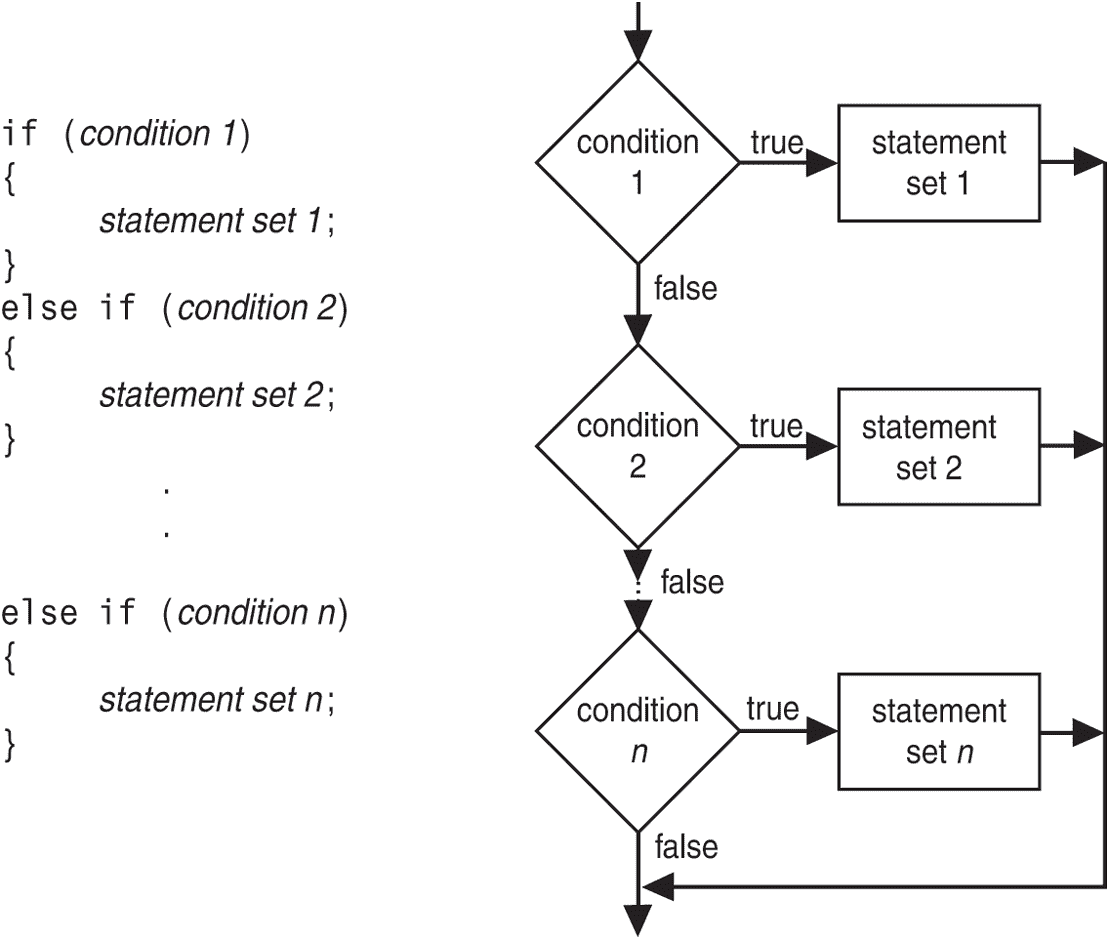 if (condition 1)
{
statement set 1;
}
else if (condition 2)
{
statement set 2;
}
.
.
else if (condition n)
{
statement set n;
}
condition
1
true
statement
set 1
false
condition
2
true
statement
set 2
false
condition
n
true
statement
set n
false